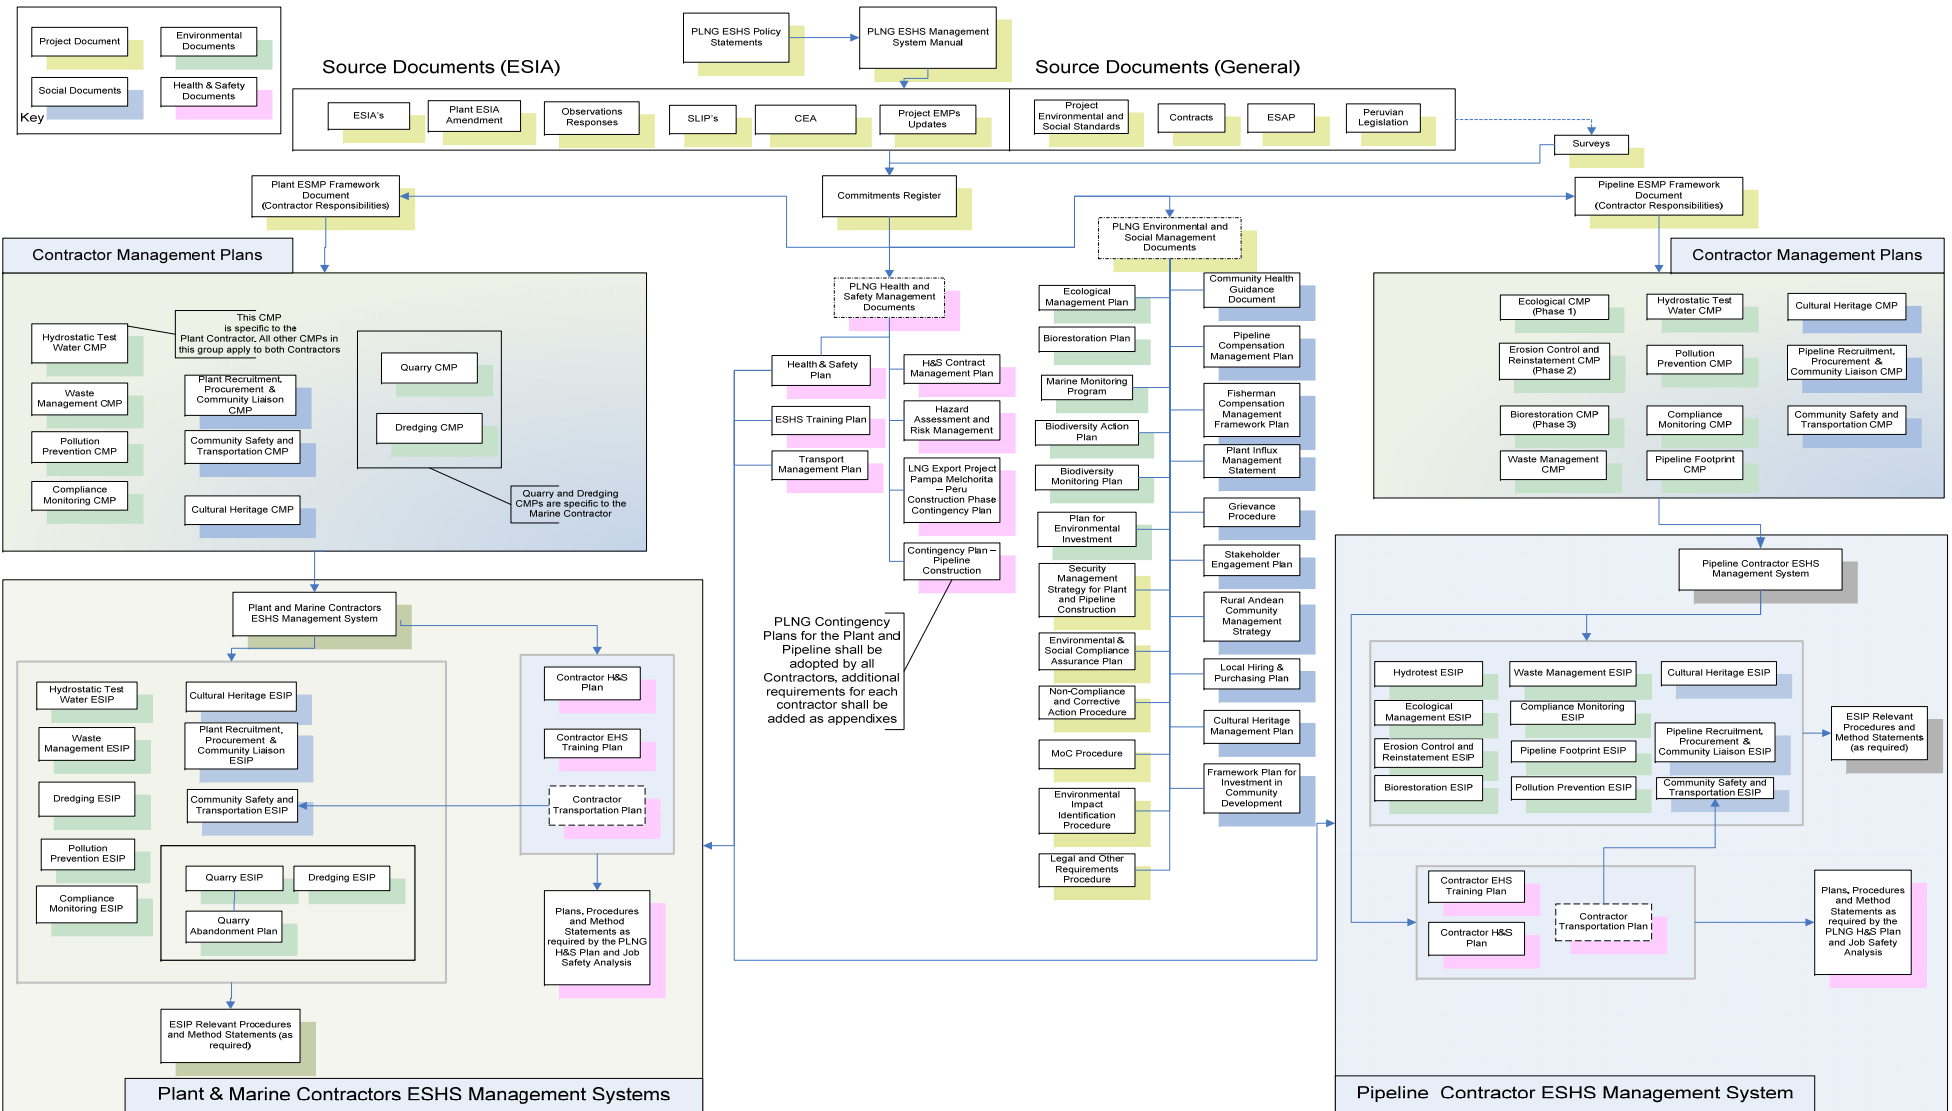 Project Document
Environmental
Documents
Social Documents
Health & Safety
Documents
Key
PLNG ESHS Policy
Statements
PLNG ESHS Management
System Manual
Source Documents (ESIA)
Source Documents (General)
ESIA's
Plant ESIA
Amendment
Observations
Responses
SLIP's
CEA
Project EMPs
Updates
Project
Environmental and
Social Standards
Contracts
ESAP
Peruvian
Legislation
Surveys
Plant ESMP Framework
Document
(Contractor Responsibilities)
Commitments Register
Pipeline ESMP Framework
Document
(Contractor Responsibilities)
PLNG Environmental and
Social Management
Documents
Contractor Management Plans
Hydrostatic Test
Water CMP
This CMP
is specific to the
Plant Contractor. All other CMPs in
this group apply to both Contractors
Waste
Management CMP
Pollution
Prevention CMP
Compliance
Monitoring CMP
Plant Recruitment,
Procurement &
Community Liaison
CMP
Community Safety and
Transportation CMP
Cultural Heritage CMP
Quarry CMP
Dredging CMP
Quarry and Dredging
CMPs are specific to the
Marine Contractor
PLNG Health and
Safety Management
Documents
Health & Safety
Plan
ESHS Training Plan
Transport
Management Plan
H&S Contract
Management Plan
Hazard
Assessment and
Risk Management
LNG Export Project
Pampa Melchorita
– Peru
Construction Phase
Contingency Plan
Contingency Plan –
Pipeline
Construction
PLNG Contingency
Plans for the Plant and
Pipeline shall be
adopted by all
Contractors, additional
requirements for each
contractor shall be
added as appendixes
Ecological
Management Plan
Biorestoration Plan
Marine Monitoring
Program
Biodiversity Action
Plan
Biodiversity
Monitoring Plan
Plan for
Environmental
Investment
Security
Management
Strategy for Plant
and Pipeline
Construction
Environmental &
Social Compliance
Assurance Plan
Non-Compliance
and Corrective
Action Procedure
MoC Procedure
Environmental
Impact
Identification
Procedure
Legal and Other
Requirements
Procedure
Community Health
Guidance
Document
Pipeline
Compensation
Management Plan
Fisherman
Compensation
Management
Framework Plan
Plant Influx
Management
Statement
Grievance
Procedure
Stakeholder
Engagement Plan
Rural Andean
Community
Management
Strategy
Local Hiring &
Purchasing Plan
Cultural Heritage
Management Plan
Framework Plan for
Investment in
Community
Development
Contractor Management Plans
Ecological CMP
(Phase 1)
Erosion Control and
Reinstatement CMP
(Phase 2)
Biorestoration CMP
(Phase 3)
Waste Management
CMP
Hydrostatic Test
Water CMP
Pollution
Prevention CMP
Compliance
Monitoring CMP
Pipeline Footprint
CMP
Cultural Heritage CMP
Pipeline Recruitment,
Procurement &
Community Liaison CMP
Community Safety and
Transportation CMP
Plant and Marine Contractors
ESHS Management System
Hydrostatic Test
Water ESIP
Waste
Management ESIP
Dredging ESIP
Pollution
Prevention ESIP
Compliance
Monitoring ESIP
Cultural Heritage ESIP
Plant Recruitment,
Procurement &
Community Liaison
ESIP
Community Safety and
Transportation ESIP
Quarry ESIP
Dredging ESIP
Quarry
Abandonment Plan
Contractor H&S
Plan
Contractor EHS
Training Plan
Contractor
Transportation Plan
Plans, Procedures
and Method
Statements as
required by the PLNG
H&S Plan and Job
Safety Analysis
ESIP Relevant Procedures
and Method Statements (as
required)
Plant & Marine Contractors ESHS Management Systems
Pipeline Contractor ESHS
Management System
Hydrotest ESIP
Ecological
Management ESIP
Erosion Control and
Reinstatement ESIP
Biorestoration ESIP
Waste Management ESIP
Compliance Monitoring
ESIP
Pipeline Footprint ESIP
Pollution Prevention ESIP
Cultural Heritage ESIP
Pipeline Recruitment,
Procurement &
Community Liaison ESIP
Community Safety and
Transportation ESIP
ESIP Relevant
Procedures and
Method Statements
(as required)
Contractor EHS
Training Plan
Contractor H&S
Plan
Contractor
Transportation Plan
Plans, Procedures
and Method
Statements as
required by the
PLNG H&S Plan
and Job Safety
Analysis
Pipeline Contractor ESHS Management System